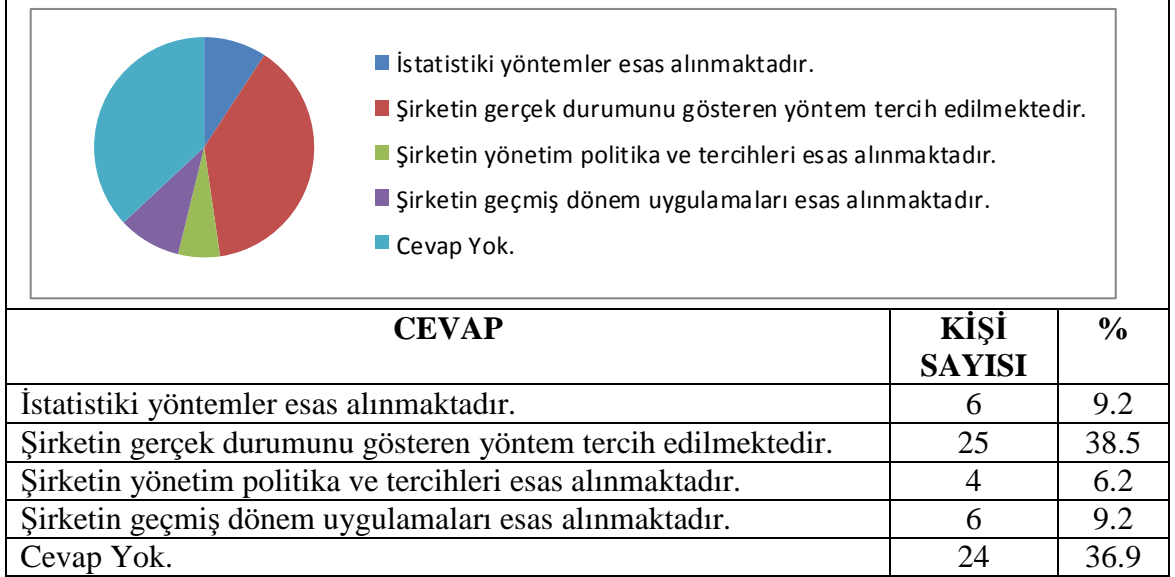 İstatistiki yöntemler esas alınmaktadır.
Şirketin gerçek durumunu gösteren yöntem tercih edilmektedir.
Şirketin yönetim politika ve tercihleri esas alınmaktadır.
Şirketin geçmiş dönem uygulamaları esas alınmaktadır.
Cevap Yok.
CEVAP KİŞİ SAYISI %
İstatistiki yöntemler esas alınmaktadır. 6 9.2
Şirketin gerçek durumunu gösteren yöntem tercih edilmektedir. 25 38.5
Şirketin yönetim politika ve tercihleri esas alınmaktadır. 4 6.2
Şirketin geçmiş dönem uygulamaları esas alınmaktadır. 6 9.2
Cevap Yok. 24 36.9